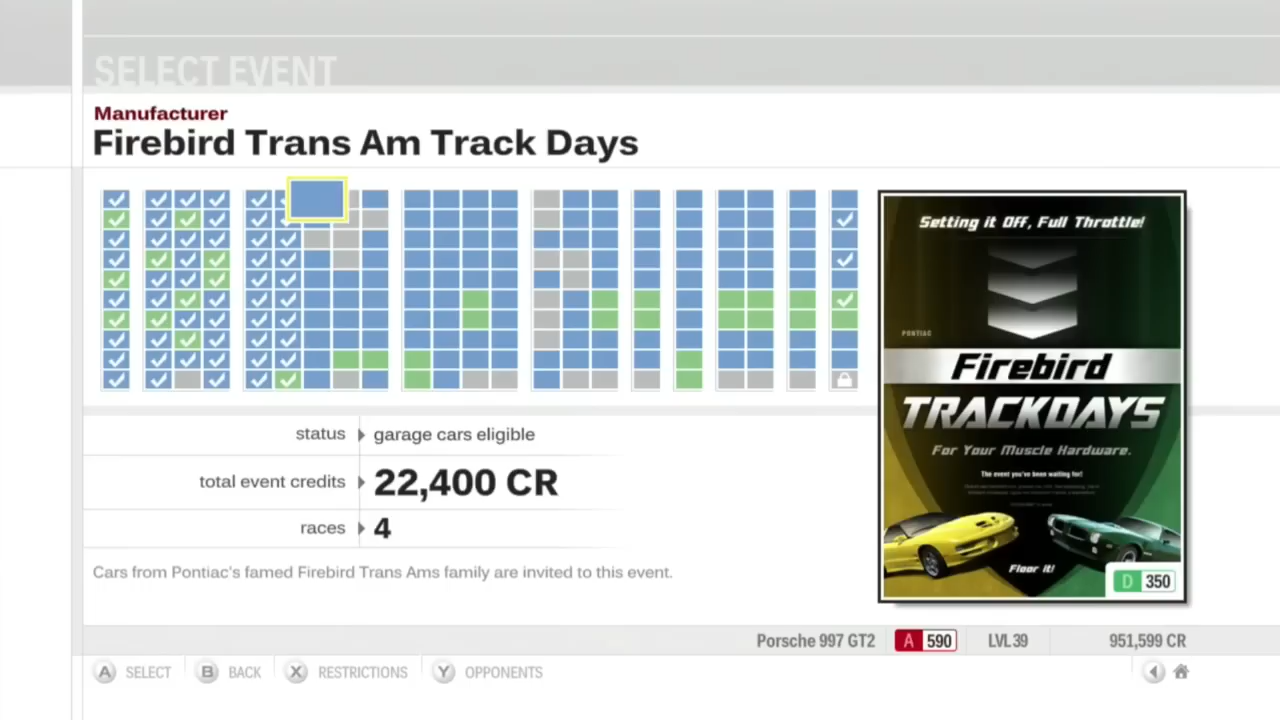 SELECT EVENT
Manufacturer
Firebird Trans Am Track Days
Setting it Off, Full Throttle!
PONTIAC
Firebird
TRACKDAYS
For Your Muscle Hardware.
The event you've been waiting for!
Floor it!
D 350
status garage cars eligible
total event credits 22,400 CR
races 4
Cars from Pontiac's famed Firebird Trans Ams family are invited to this event.
Porsche 997 GT2 A 590 LVL 39 951,599 CR
A SELECT B BACK X RESTRICTIONS Y OPPONENTS